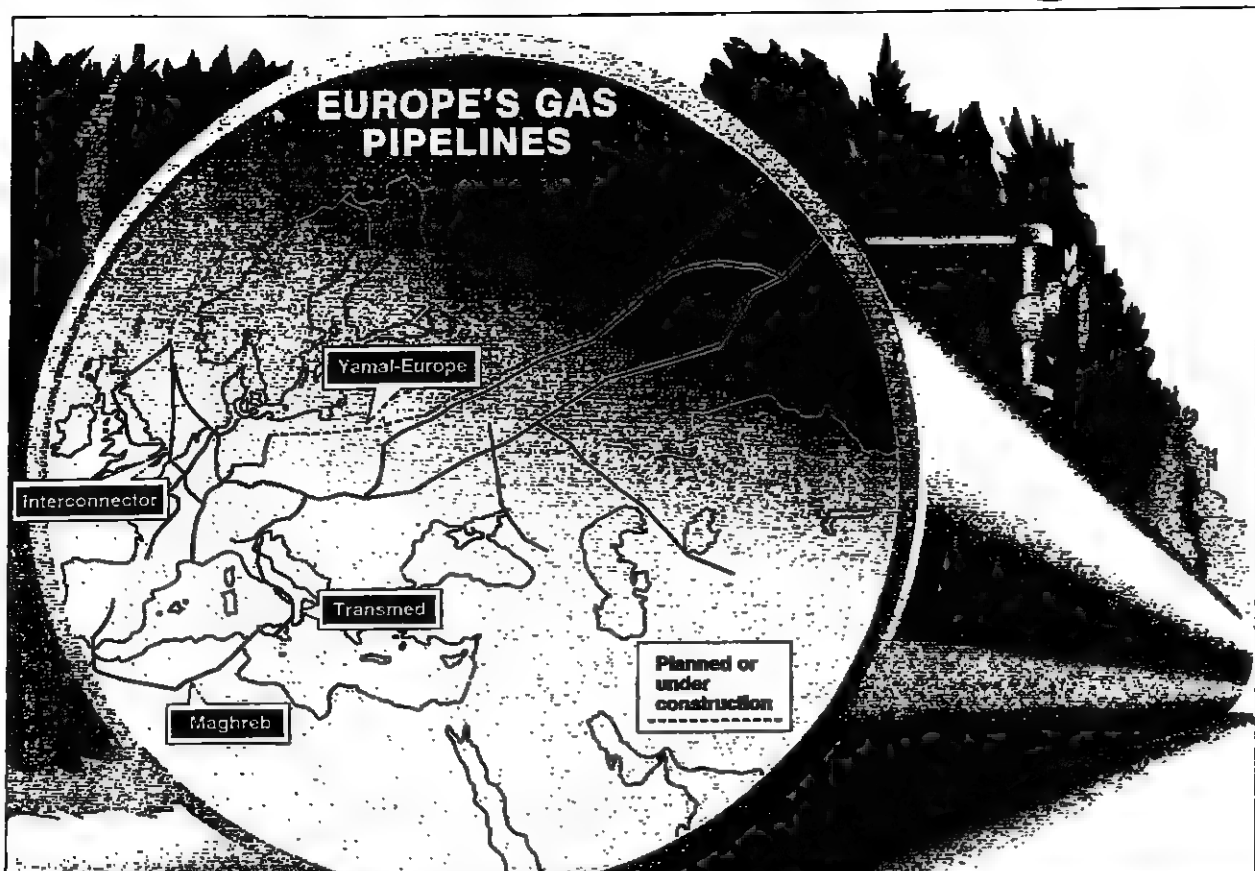 EUROPE'S GAS
PIPELINES
Yamal-Europe
Interconnector
Transmed
Planned or
under
construction
Maghreb